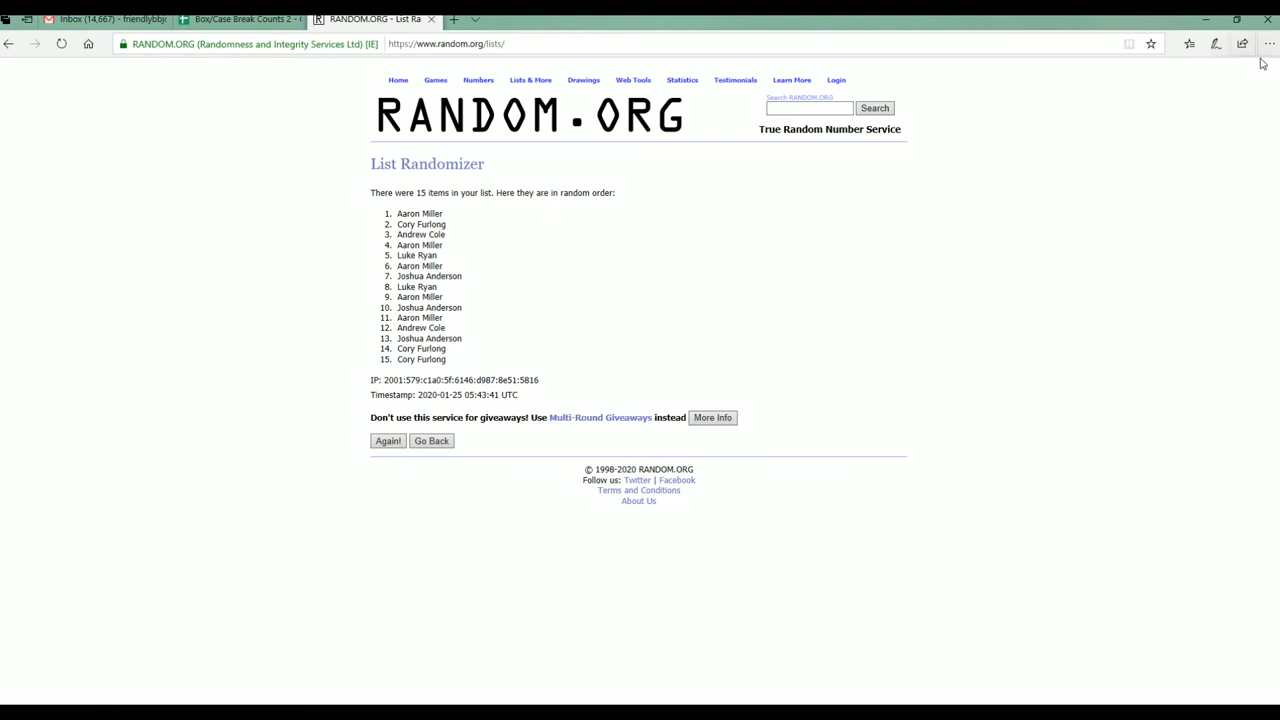 Inbox (14,667) - friendlybbj
Box/Case Break Counts 2 -
RANDOM.ORG - List Ra
RANDOM.ORG (Randomness and Integrity Services Ltd) [IE]
https://www.random.org/lists/
Home Games Numbers Lists & More Drawings Web Tools Statistics Testimonials Learn More Login
RANDOM.ORG
Search RANDOM.ORG
Search
True Random Number Service
List Randomizer
There were 15 items in your list. Here they are in random order:
1. Aaron Miller
2. Cory Furlong
3. Andrew Cole
4. Aaron Miller
5. Luke Ryan
6. Aaron Miller
7. Joshua Anderson
8. Luke Ryan
9. Aaron Miller
10. Joshua Anderson
11. Aaron Miller
12. Andrew Cole
13. Joshua Anderson
14. Cory Furlong
15. Cory Furlong
IP: 2001:579:c1a0:5f:6146:d987:8e51:5816
Timestamp: 2020-01-25 05:43:41 UTC
Don't use this service for giveaways! Use Multi-Round Giveaways instead More Info
Again! Go Back
© 1998-2020 RANDOM.ORG
Follow us: Twitter | Facebook
Terms and Conditions
About Us